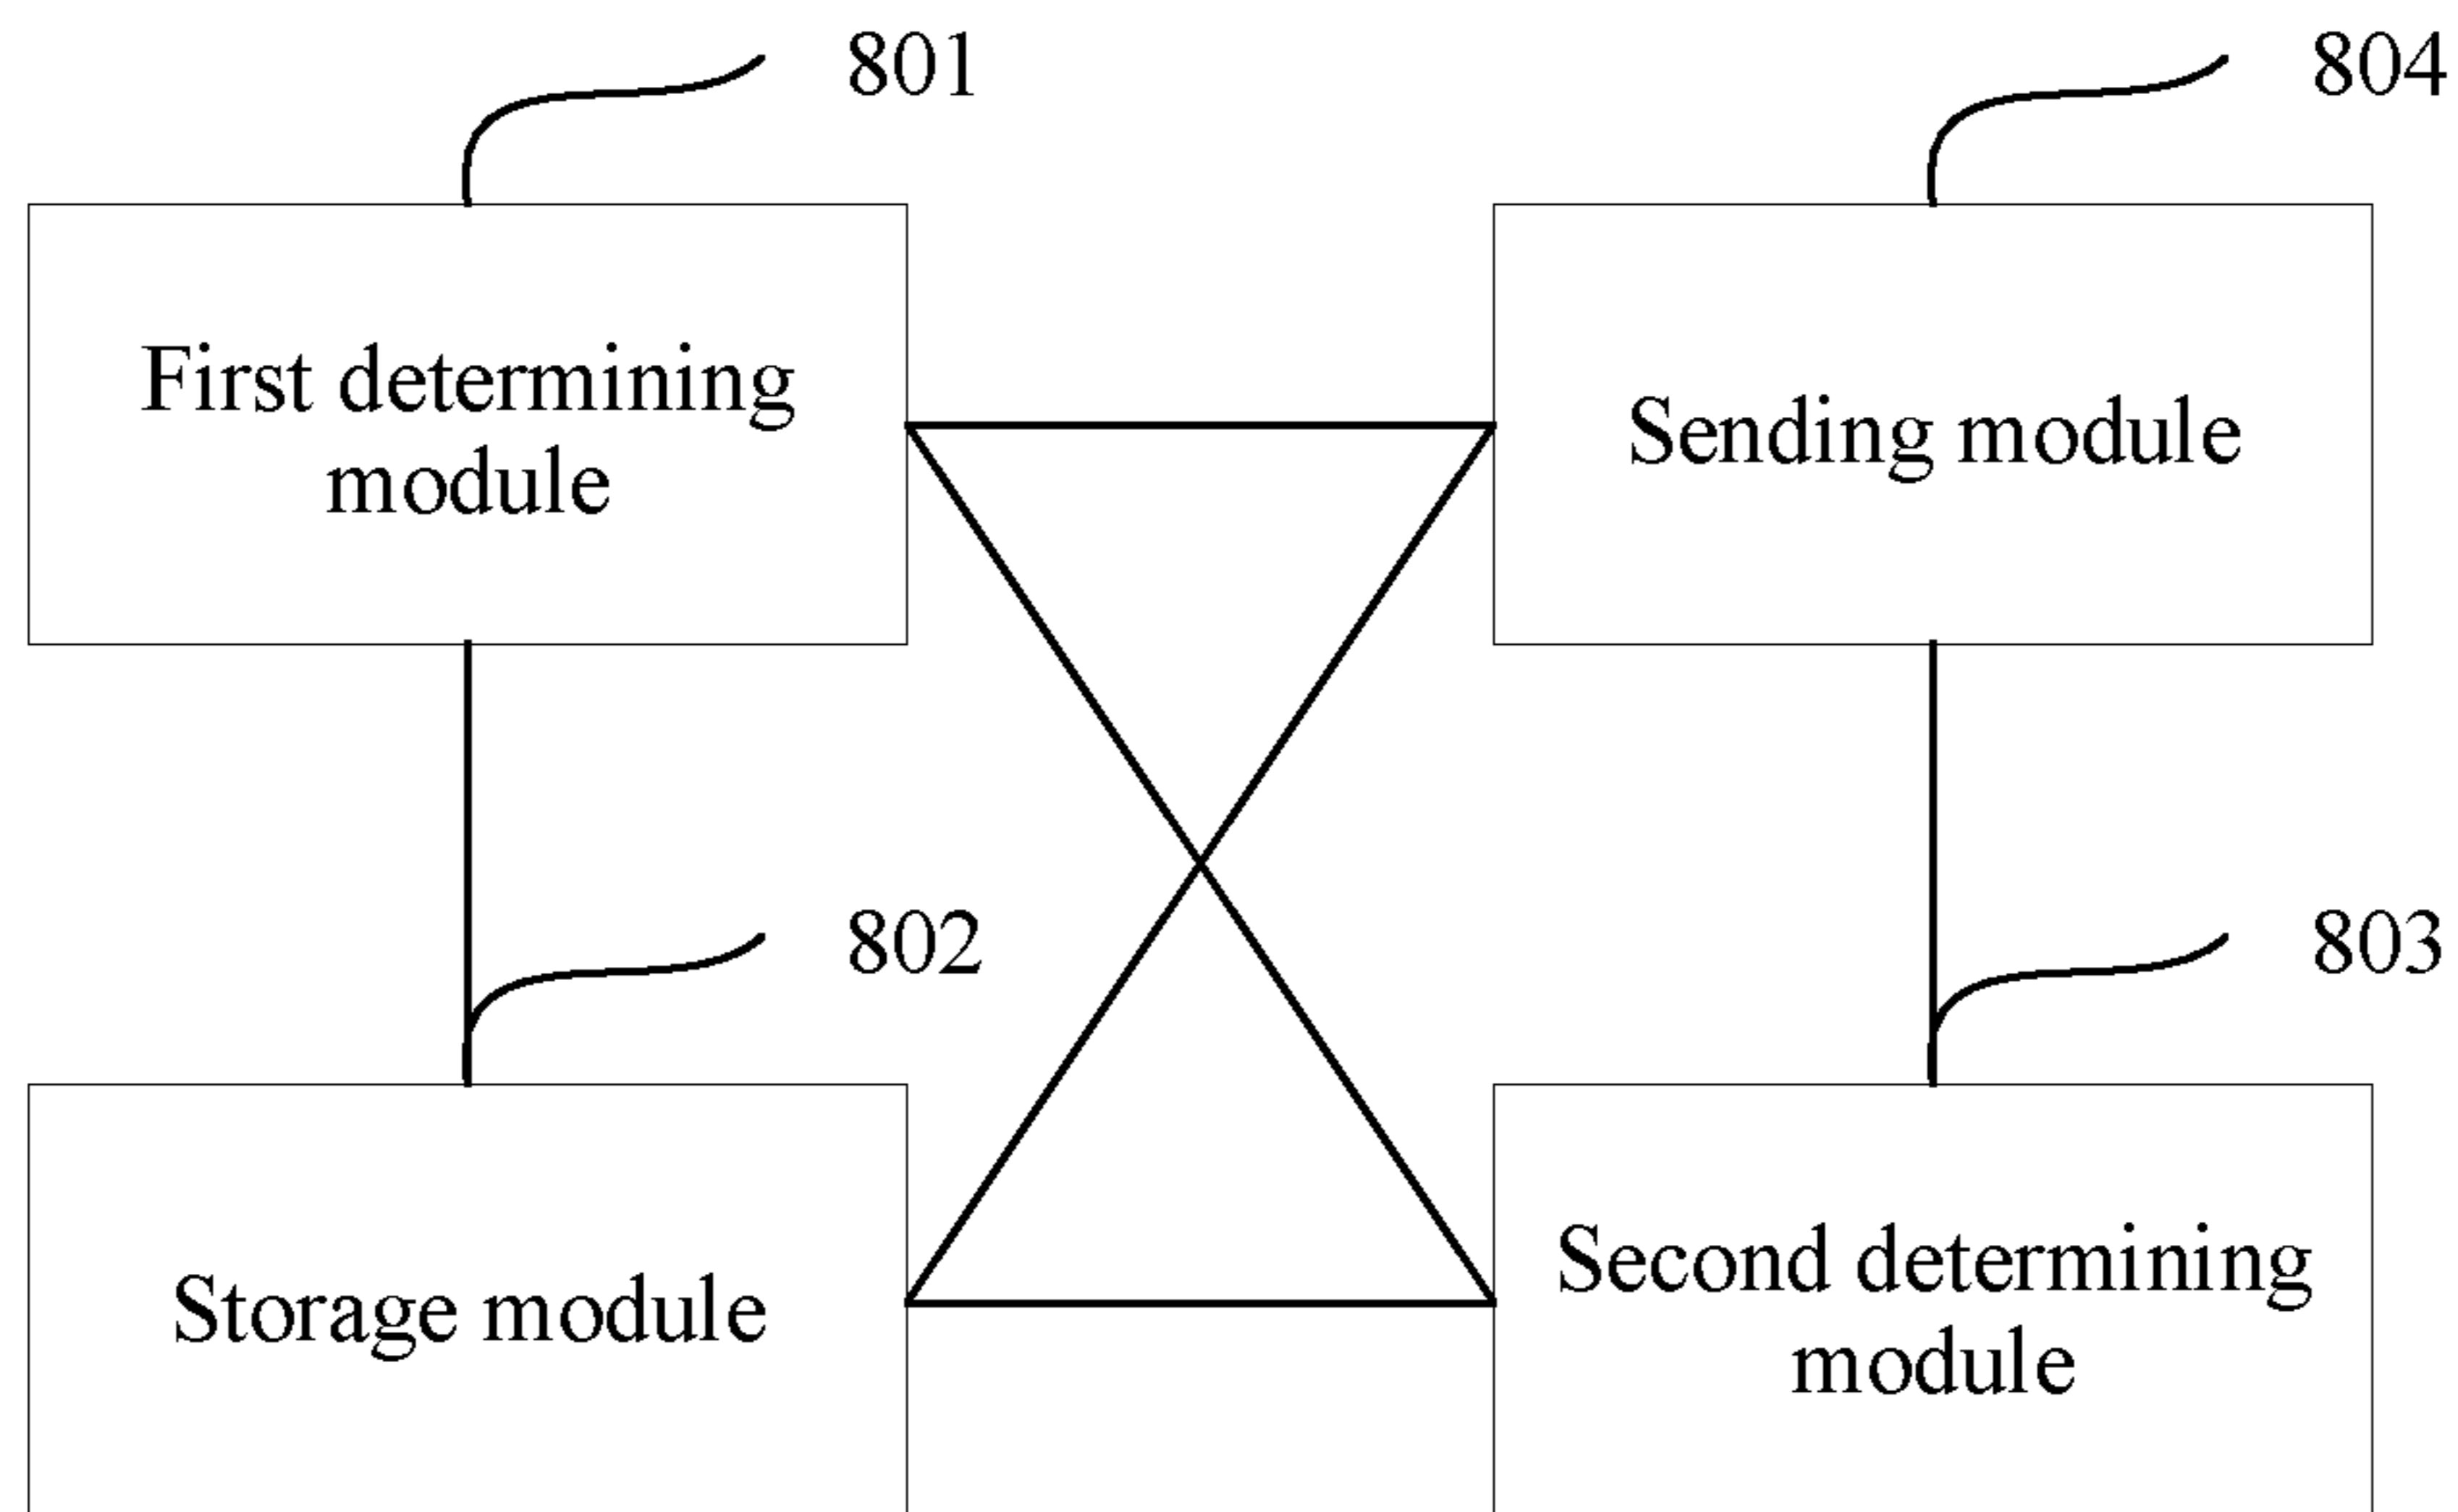 801
804
First determining
module
Sending module
802
803
Storage module
Second determining
module